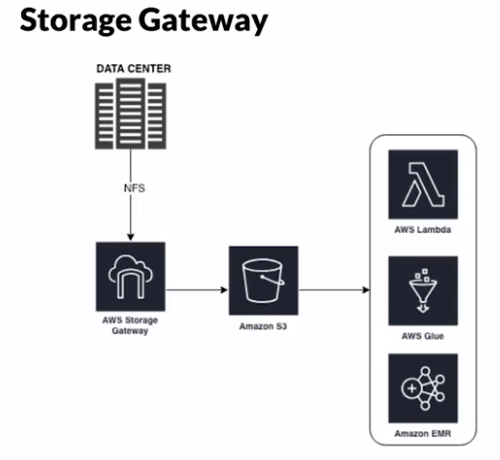 Storage Gateway
DATA CENTER
NFS
AWS Storage
Gateway
Amazon S3
AWS Lambda
AWS Glue
Amazon EMR